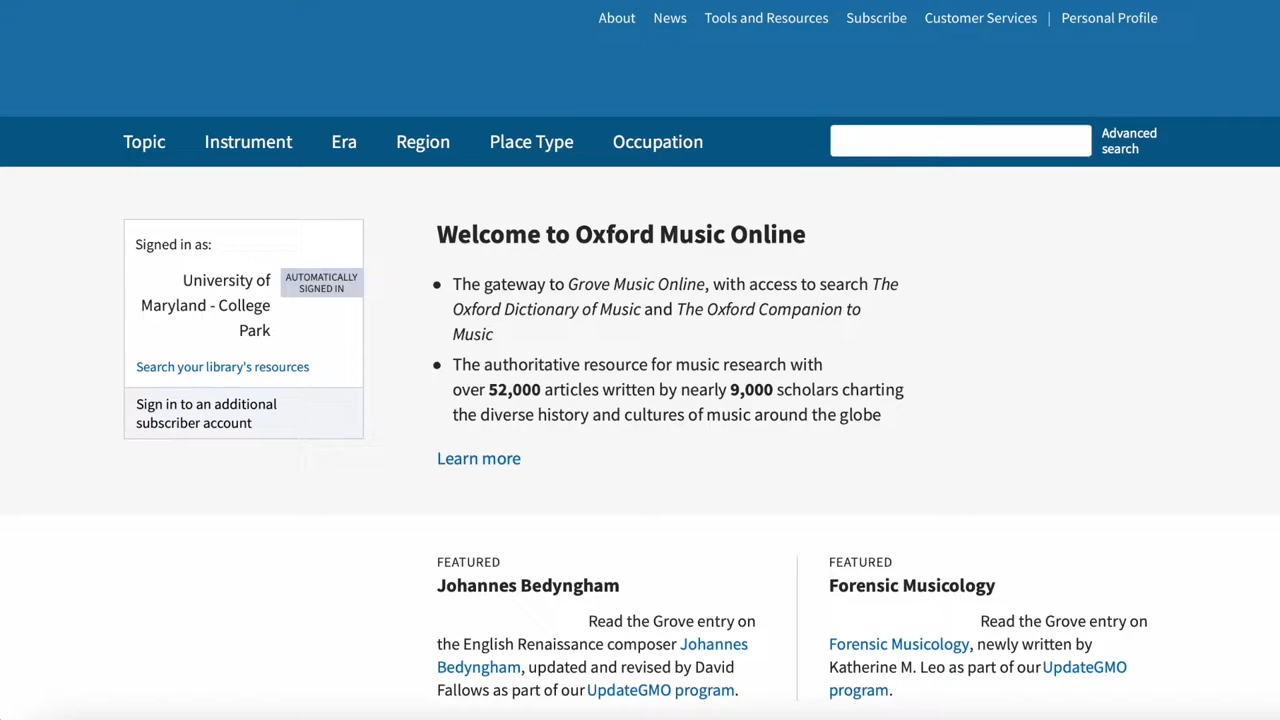 About News Tools and Resources Subscribe Customer Services | Personal Profile
Topic Instrument Era Region Place Type Occupation
Advanced
search
Signed in as:
University of
Maryland - College
Park
AUTOMATICALLY
SIGNED IN
Search your library's resources
Sign in to an additional
subscriber account
Welcome to Oxford Music Online
• The gateway to Grove Music Online, with access to search The
Oxford Dictionary of Music and The Oxford Companion to
Music
• The authoritative resource for music research with
over 52,000 articles written by nearly 9,000 scholars charting
the diverse history and cultures of music around the globe
Learn more
FEATURED
Johannes Bedyngham
Read the Grove entry on
the English Renaissance composer Johannes
Bedyngham, updated and revised by David
Fallows as part of our UpdateGMO program.
FEATURED
Forensic Musicology
Read the Grove entry on
Forensic Musicology, newly written by
Katherine M. Leo as part of our UpdateGMO
program.